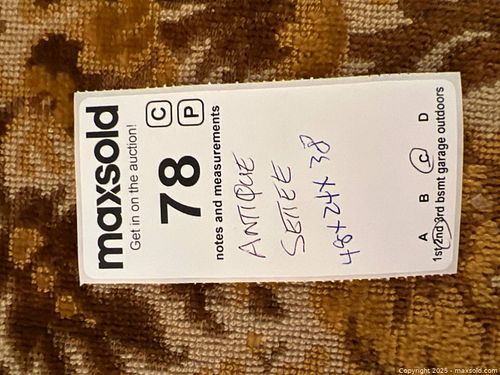 maxsold
Get in on the auction!
C
78
P
notes and measurements
ANTIQUE
SETTEE
48x24x38
A B C D
1st 2nd 3rd bsmt garage outdoors
Copyright 2025 - maxsold.com